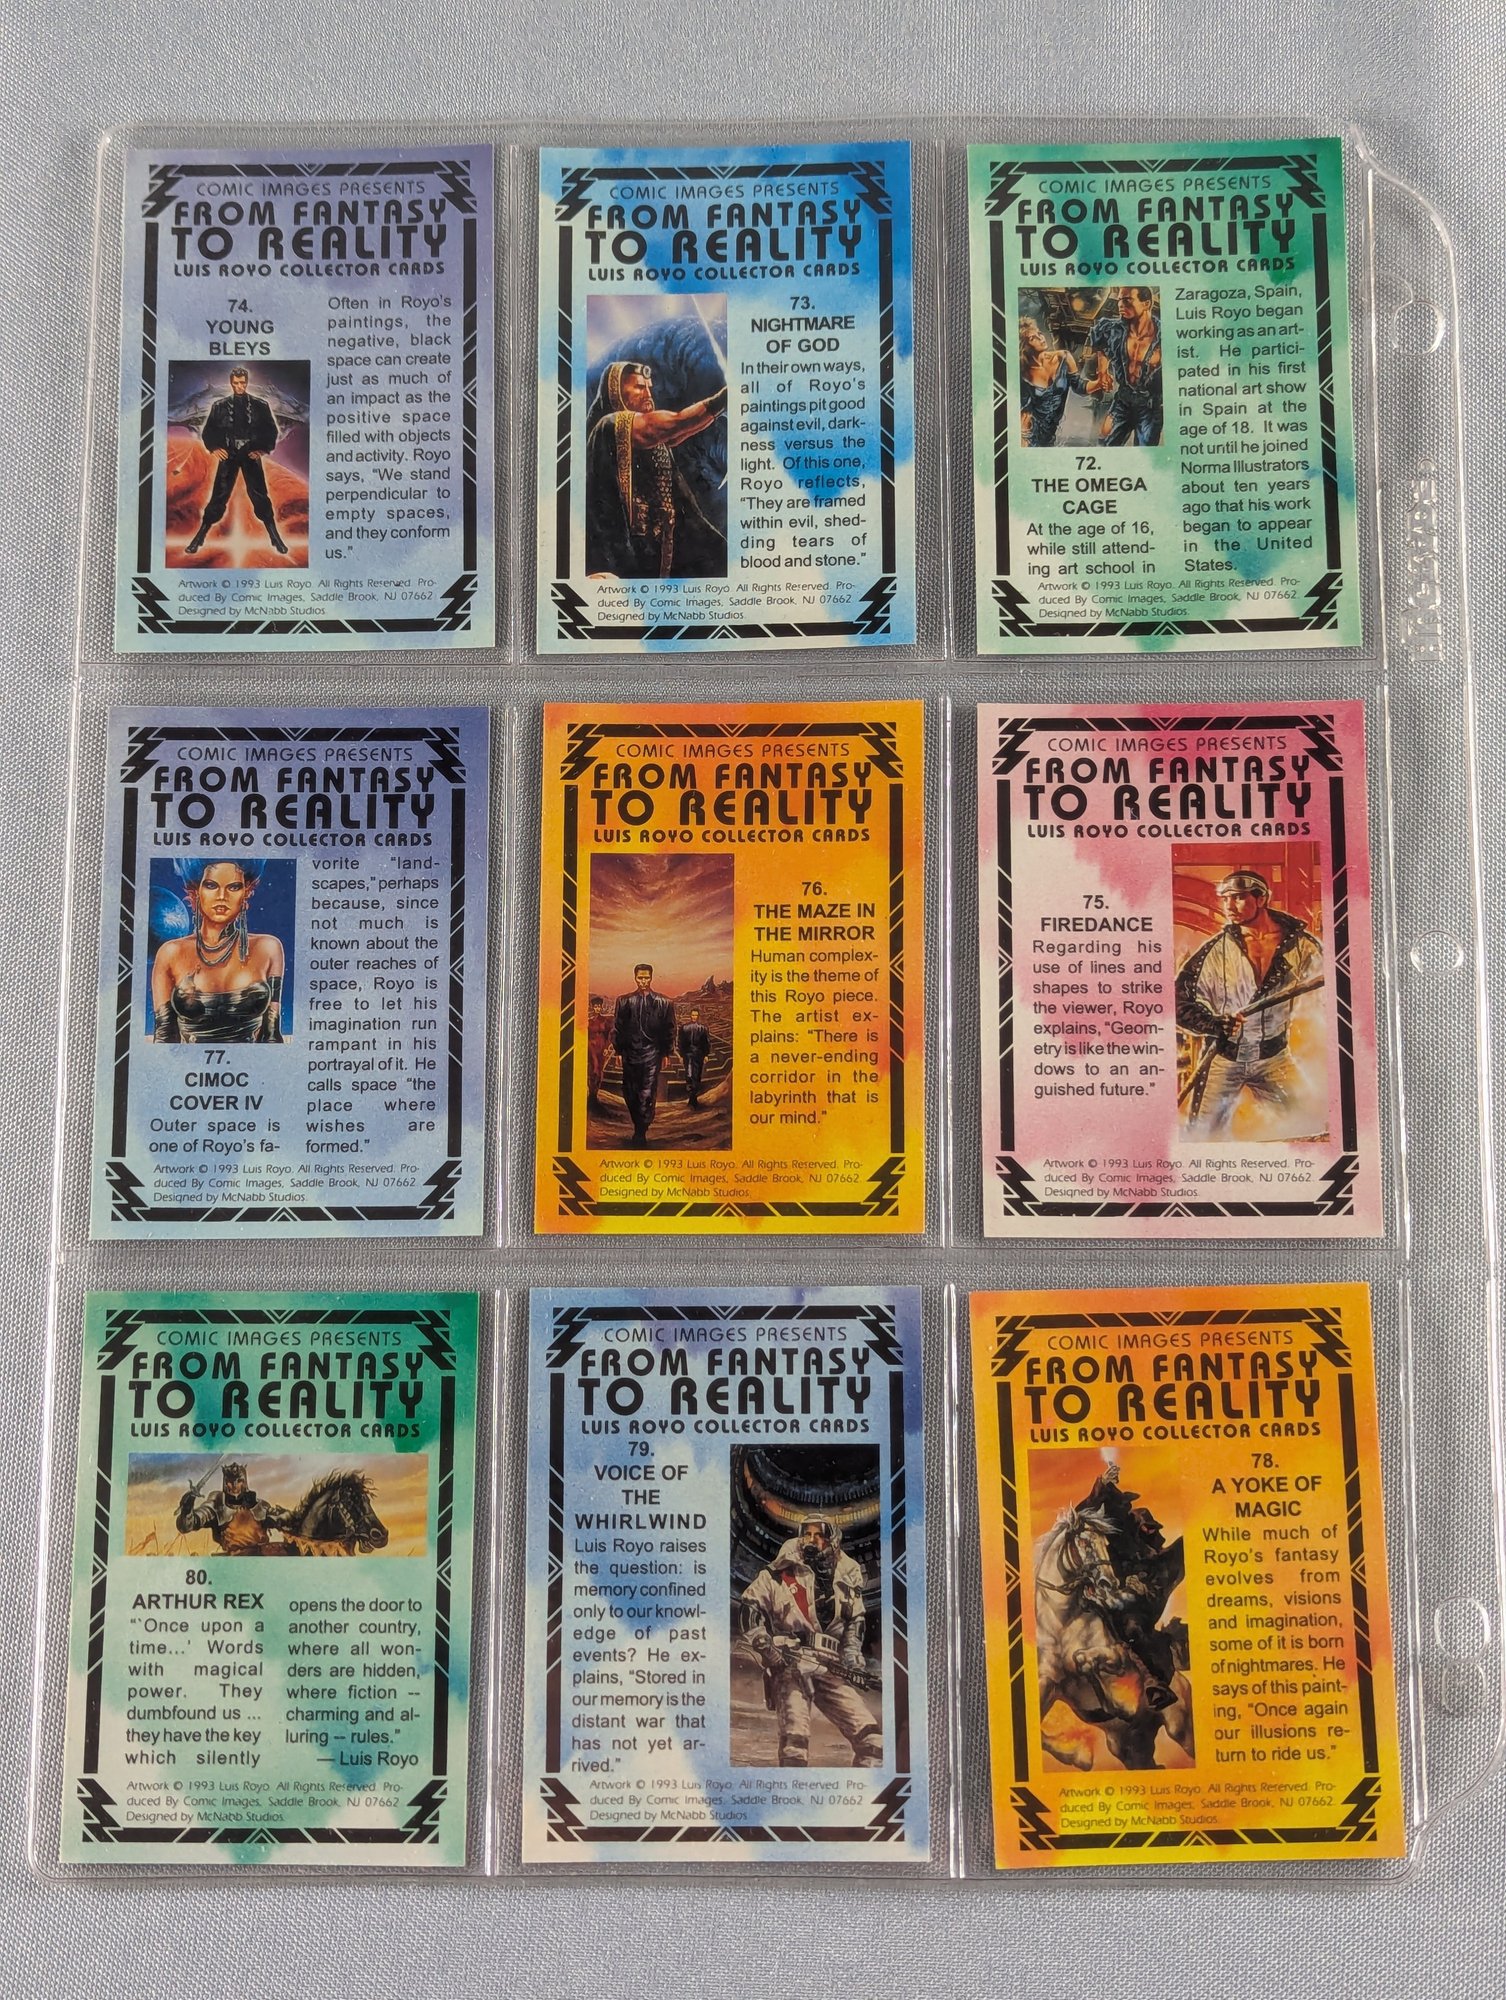 COMIC IMAGES PRESENTS
FROM FANTASY
TO REALITY
LUIS ROYO COLLECTOR CARDS
74.
YOUNG
BLEYS
Often in Royo's
paintings, the
negative, black
space can create
just as much of
an impact as the
positive space
filled with objects
and activity. Royo
says, "We stand
perpendicular to
empty spaces,
and they conform
us."
Artwork © 1993 Luis Royo. All Rights Reserved. Pro-
duced By Comic Images, Saddle Brook, NJ 07662.
Designed by McNabb Studios.
COMIC IMAGES PRESENTS
FROM FANTASY
TO REALITY
LUIS ROYO COLLECTOR CARDS
73.
NIGHTMARE
OF GOD
In their own ways,
all of Royo's
paintings pit good
against evil, dark-
ness versus the
light. Of this one,
Royo reflects,
"They are framed
within evil, shed-
ding tears of
blood and stone."
Artwork © 1993 Luis Royo. All Rights Reserved. Pro-
duced By Comic Images, Saddle Brook, NJ 07662.
Designed by McNabb Studios.
COMIC IMAGES PRESENTS
FROM FANTASY
TO REALITY
LUIS ROYO COLLECTOR CARDS
72.
THE OMEGA
CAGE
At the age of 16,
while still attend-
ing art school in
Zaragoza, Spain,
Luis Royo began
working as an art-
ist. He partici-
pated in his first
national art show
in Spain at the
age of 18. It was
not until he joined
Norma Illustrators
about ten years
ago that his work
began to appear
in the United
States.
Artwork © 1993 Luis Royo. All Rights Reserved. Pro-
duced By Comic Images, Saddle Brook, NJ 07662.
Designed by McNabb Studios.
COMIC IMAGES PRESENTS
FROM FANTASY
TO REALITY
LUIS ROYO COLLECTOR CARDS
77.
CIMOC
COVER IV
Outer space is
one of Royo's fa-
vorite "land-
scapes," perhaps
because, since
not much is
known about the
outer reaches of
space, Royo is
free to let his
imagination run
rampant in his
portrayal of it. He
calls space "the
place where
wishes are
formed."
Artwork © 1993 Luis Royo. All Rights Reserved. Pro-
duced By Comic Images, Saddle Brook, NJ 07662.
Designed by McNabb Studios.
COMIC IMAGES PRESENTS
FROM FANTASY
TO REALITY
LUIS ROYO COLLECTOR CARDS
76.
THE MAZE IN
THE MIRROR
Human complex-
ity is the theme of
this Royo piece.
The artist ex-
plains: "There is
a never-ending
corridor in the
labyrinth that is
our mind."
Artwork © 1993 Luis Royo. All Rights Reserved. Pro-
duced By Comic Images, Saddle Brook, NJ 07662.
Designed by McNabb Studios.
COMIC IMAGES PRESENTS
FROM FANTASY
TO REALITY
LUIS ROYO COLLECTOR CARDS
75.
FIREDANCE
Regarding his
use of lines and
shapes to strike
the viewer, Royo
explains, "Geom-
etry is like the win-
dows to an an-
guished future."
Artwork © 1993 Luis Royo. All Rights Reserved. Pro-
duced By Comic Images, Saddle Brook, NJ 07662.
Designed by McNabb Studios.
COMIC IMAGES PRESENTS
FROM FANTASY
TO REALITY
LUIS ROYO COLLECTOR CARDS
80.
ARTHUR REX
"`Once upon a
time...' Words
with magical
power. They
dumbfound us ...
they have the key
which silently
opens the door to
another country,
where all won-
ders are hidden,
where fiction --
charming and al-
luring -- rules."
— Luis Royo
Artwork © 1993 Luis Royo. All Rights Reserved. Pro-
duced By Comic Images, Saddle Brook, NJ 07662
Designed by McNabb Studios.
COMIC IMAGES PRESENTS
FROM FANTASY
TO REALITY
LUIS ROYO COLLECTOR CARDS
79.
VOICE OF
THE
WHIRLWIND
Luis Royo raises
the question: is
memory confined
only to our knowl-
edge of past
events? He ex-
plains, "Stored in
our memory is the
distant war that
has not yet ar-
rived."
Artwork © 1993 Luis Royo. All Rights Reserved. Pro-
duced By Comic Images, Saddle Brook, NJ 07662
Designed by McNabb Studios.
COMIC IMAGES PRESENTS
FROM FANTASY
TO REALITY
LUIS ROYO COLLECTOR CARDS
78.
A YOKE OF
MAGIC
While much of
Royo's fantasy
evolves from
dreams, visions
and imagination,
some of it is born
of nightmares. He
says of this paint-
ing, "Once again
our illusions re-
turn to ride us."
Artwork © 1993 Luis Royo. All Rights Reserved. Pro-
duced By Comic Images, Saddle Brook, NJ 07662.
Designed by McNabb Studios.